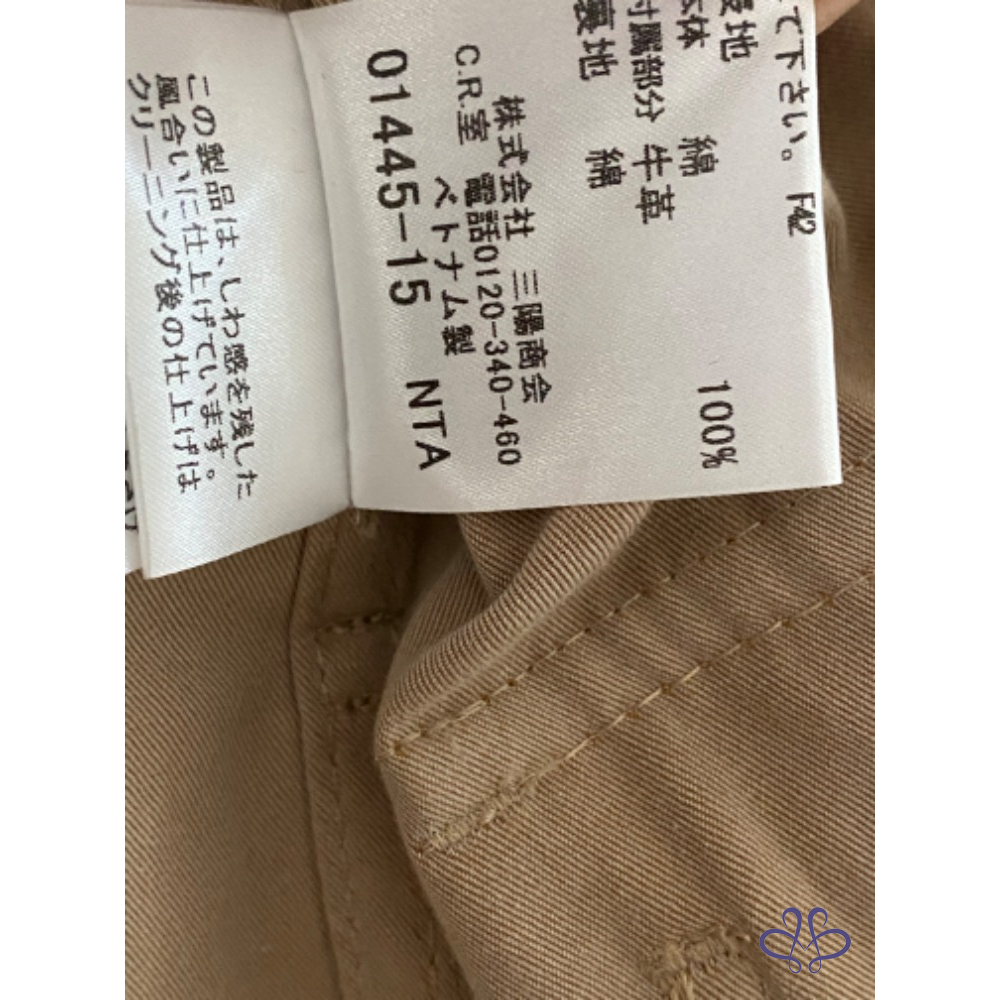 て下さい。 F42
地
体 綿 100%
付属部分 牛革
裏地 綿
株式会社 三陽商会
C.R.室 電話0120-340-460
ベトナム製
01445-15 NTA
この製品は、しわ感を残した
風合いに仕上げています。
クリーニング後の仕上げは